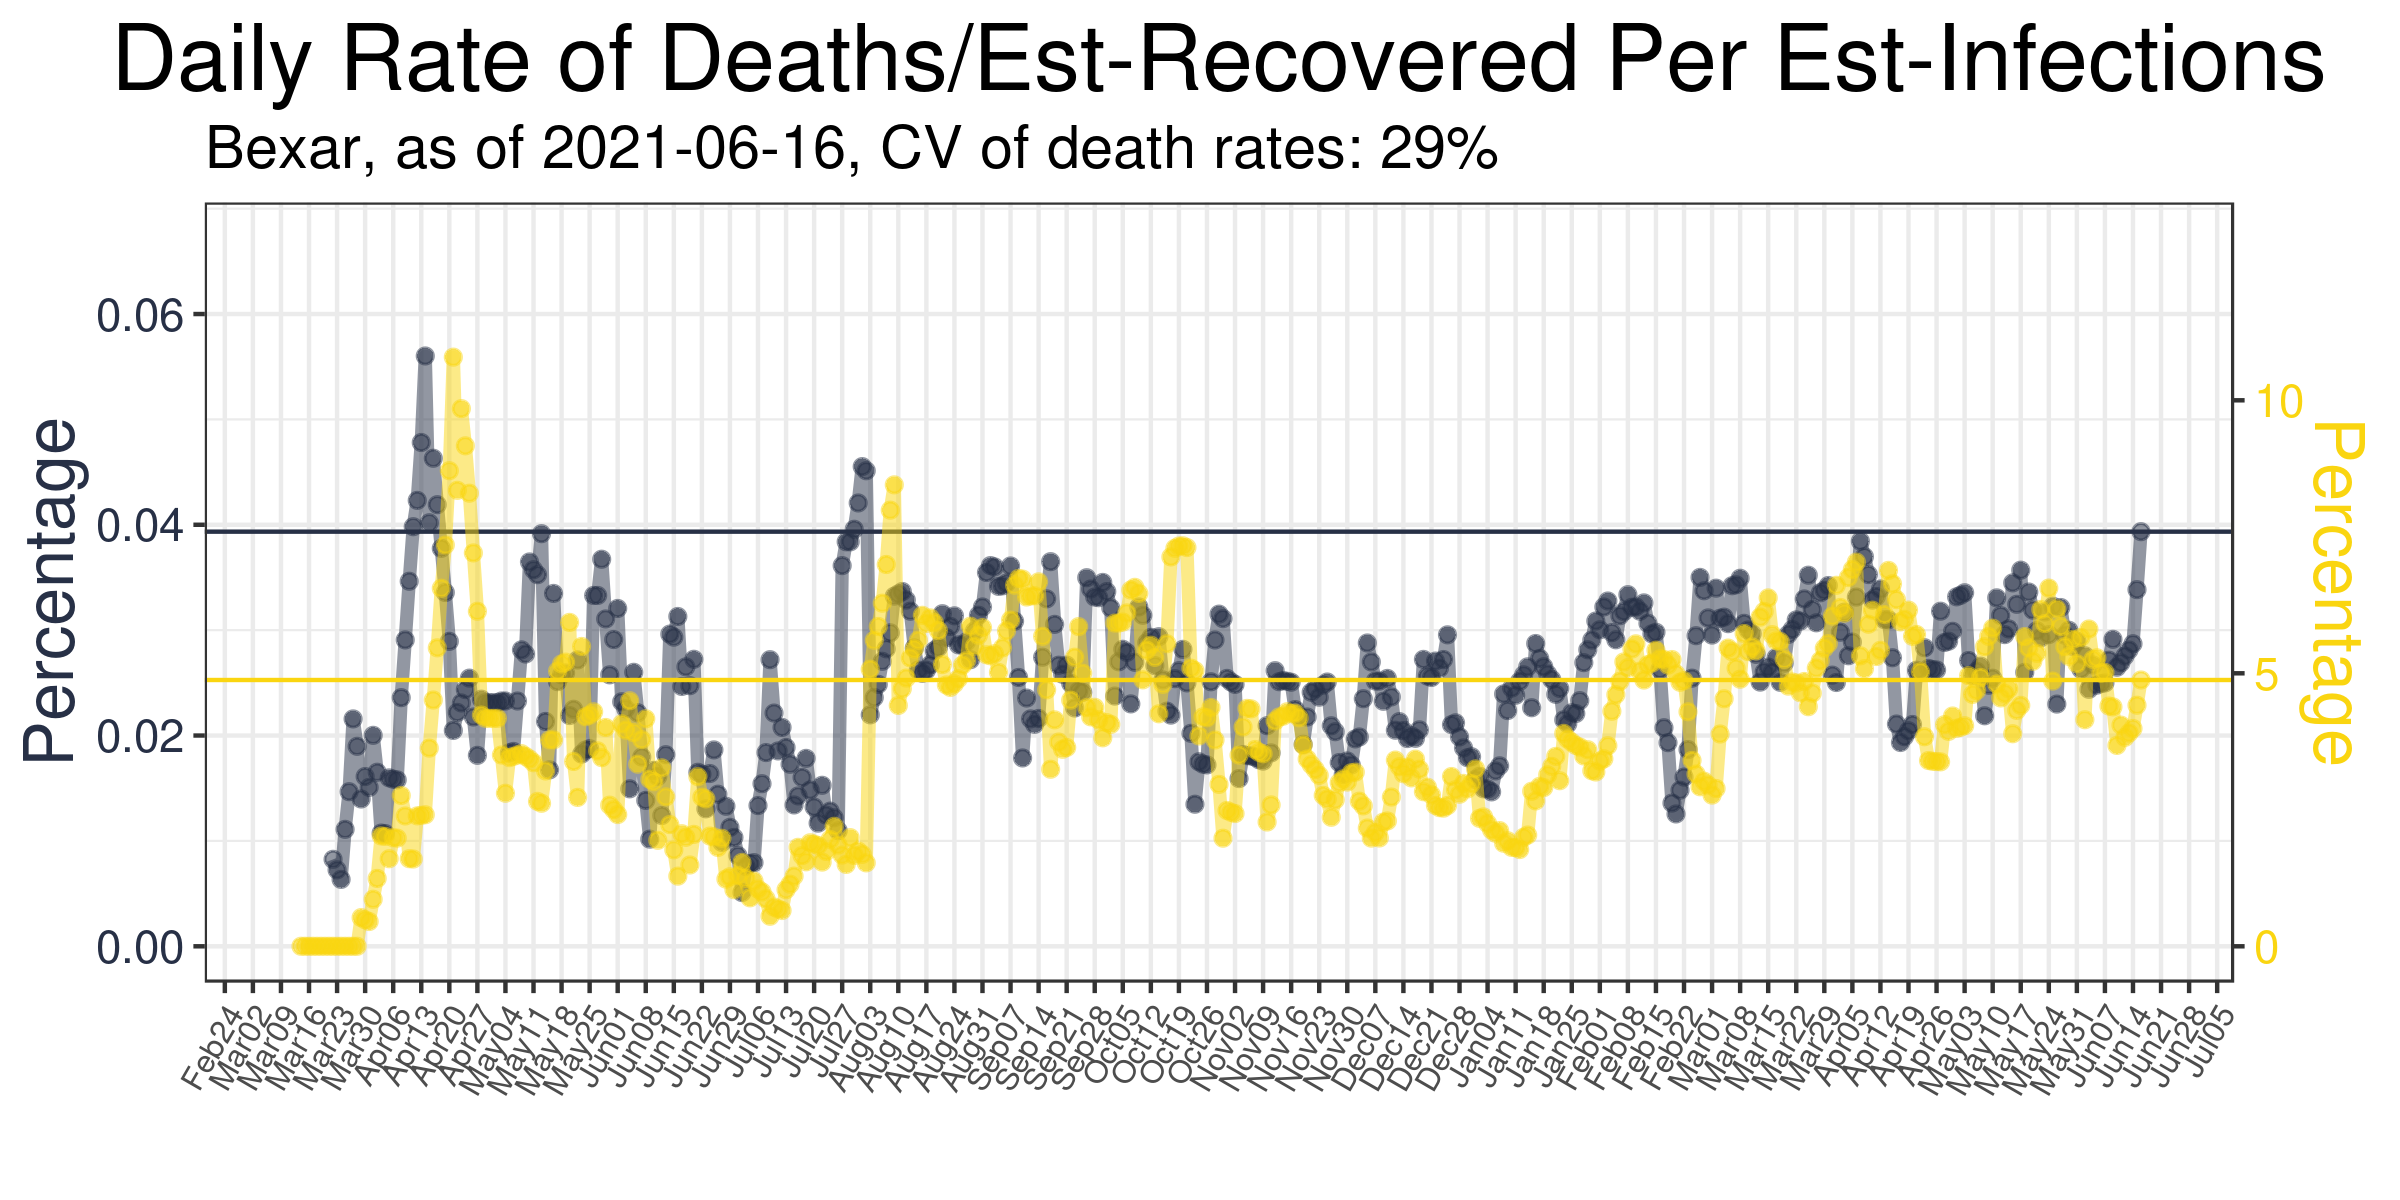 Daily Rate of Deaths/Est-Recovered Per Est-Infections
Bexar, as of 2021-06-16, CV of death rates: 29%
Percentage
0.06
0.04
0.02
0.00
10
5
0
Percentage
Feb24
Mar02
Mar09
Mar16
Mar23
Mar30
Apr06
Apr13
Apr20
Apr27
May04
May11
May18
May25
Jun01
Jun08
Jun15
Jun22
Jun29
Jul06
Jul13
Jul20
Jul27
Aug03
Aug10
Aug17
Aug24
Aug31
Sep07
Sep14
Sep21
Sep28
Oct05
Oct12
Oct19
Oct26
Nov02
Nov09
Nov16
Nov23
Nov30
Dec07
Dec14
Dec21
Dec28
Jan04
Jan11
Jan18
Jan25
Feb01
Feb08
Feb15
Feb22
Mar01
Mar08
Mar15
Mar22
Mar29
Apr05
Apr12
Apr19
Apr26
May03
May10
May17
May24
May31
Jun07
Jun14
Jun21
Jun28
Jul05